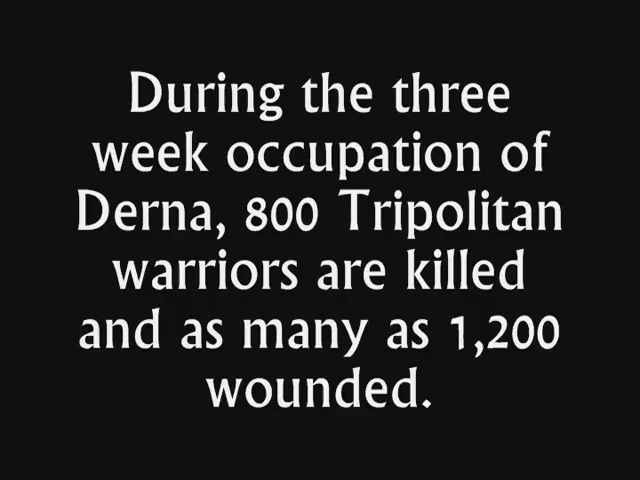 During the three
week occupation of
Derna, 800 Tripolitan
warriors are killed
and as many as 1,200
wounded.